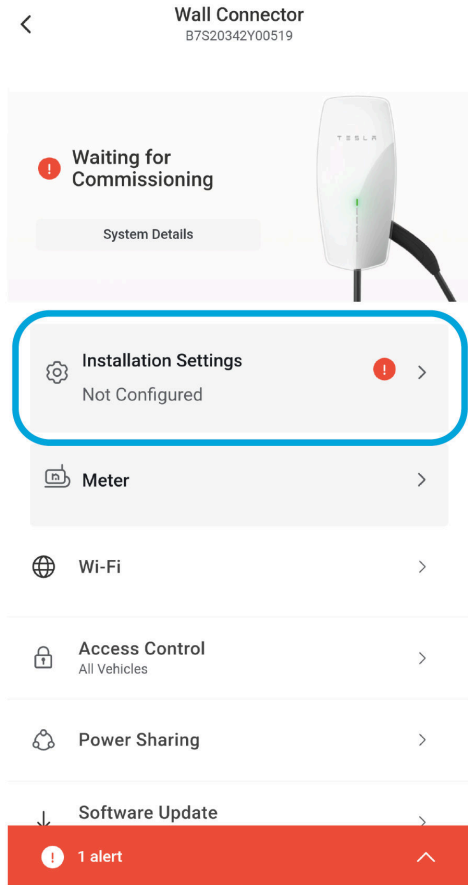 Wall Connector
B7S20342Y00519
TESLA
Waiting for
Commissioning
System Details
Installation Settings
Not Configured
Meter
Wi-Fi
Access Control
All Vehicles
Power Sharing
Software Update
1 alert